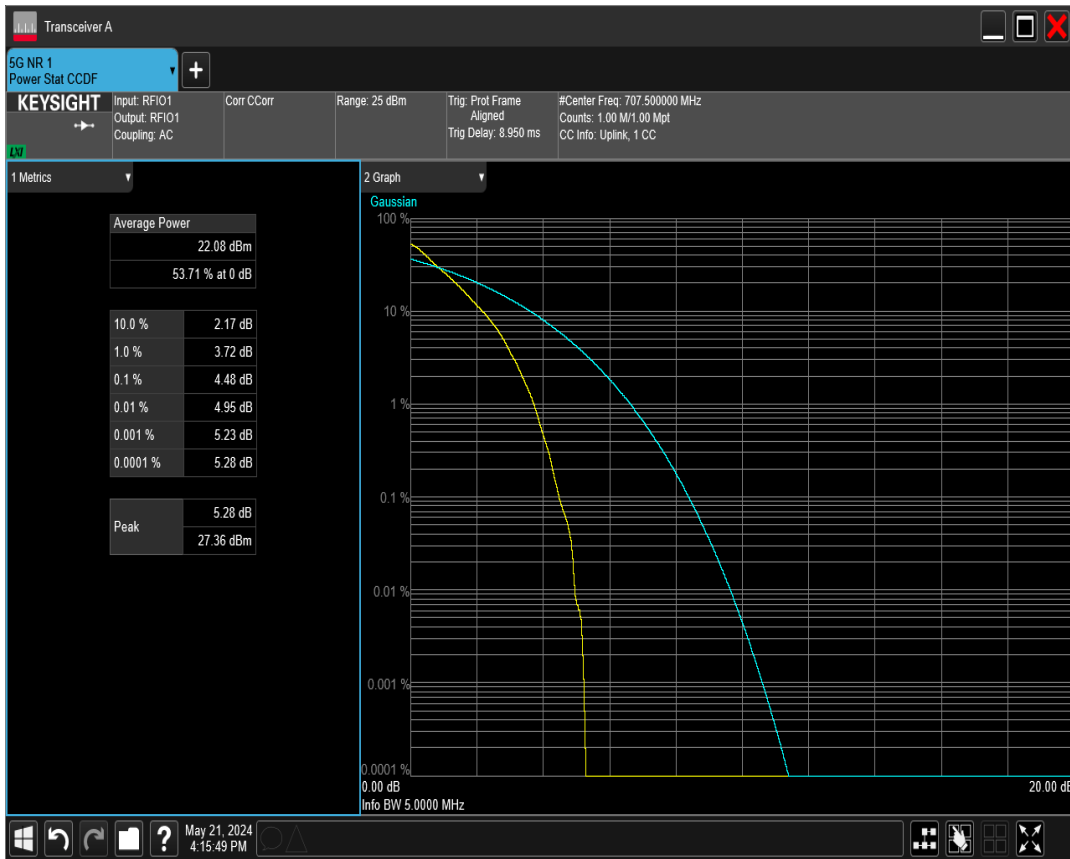 Transceiver A
5G NR 1
Power Stat CCDF
+
KEYSIGHT
LXI
Input: RFIO1
Output: RFIO1
Coupling: AC
Corr CCorr
Range: 25 dBm
Trig: Prot Frame
Aligned
Trig Delay: 8.950 ms
#Center Freq: 707.500000 MHz
Counts: 1.00 M/1.00 Mpt
CC Info: Uplink, 1 CC
1 Metrics
Average Power
22.08 dBm
53.71 % at 0 dB
10.0 % 2.17 dB
1.0 % 3.72 dB
0.1 % 4.48 dB
0.01 % 4.95 dB
0.001 % 5.23 dB
0.0001 % 5.28 dB
Peak
5.28 dB
27.36 dBm
2 Graph
Gaussian
100 %
10 %
1 %
0.1 %
0.01 %
0.001 %
0.0001 %
0.00 dB
20.00 dB
Info BW 5.0000 MHz
?
May 21, 2024
4:15:49 PM